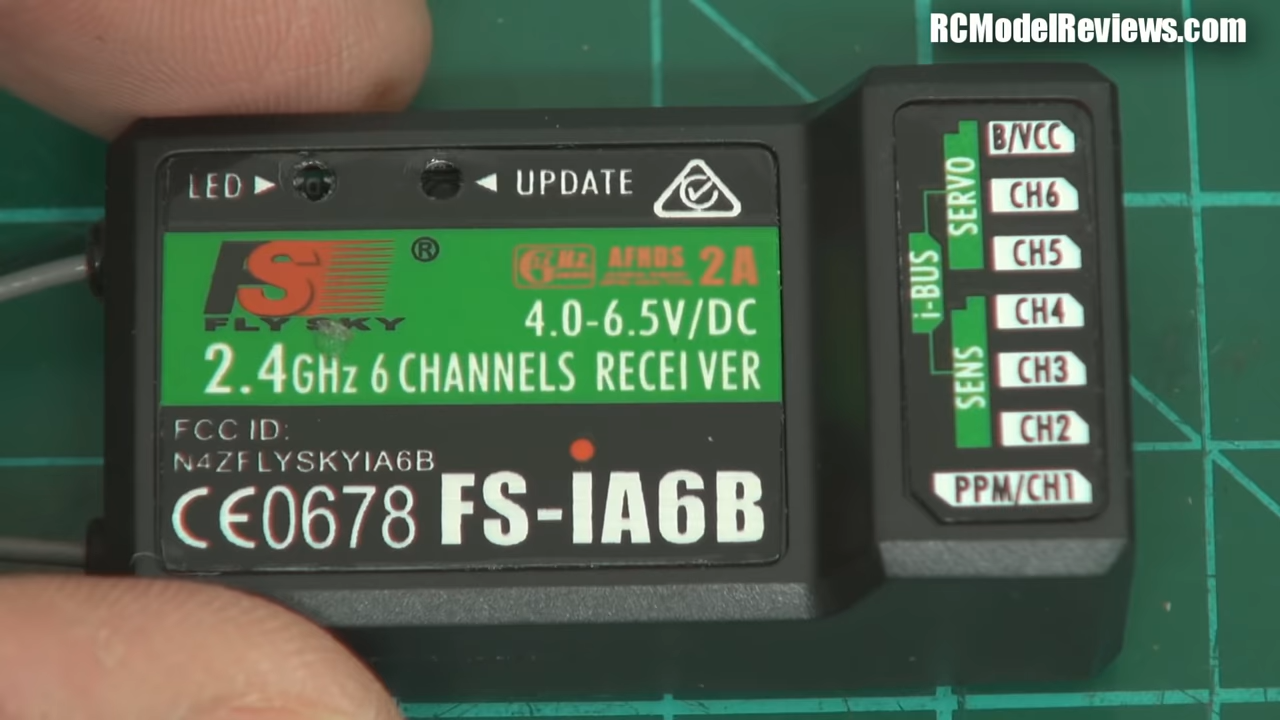 RCModelReviews.com
LED
UPDATE
FS
FLY SKY ®
AFHDS 2A
4.0-6.5V/DC
2.4GHz 6 CHANNELS RECEIVER
FCC ID:
N4ZFLYSKYIA6B
CE0678 FS-iA6B
i-BUS
SERVO
SENS
B/VCC
CH6
CH5
CH4
CH3
CH2
PPM/CH1